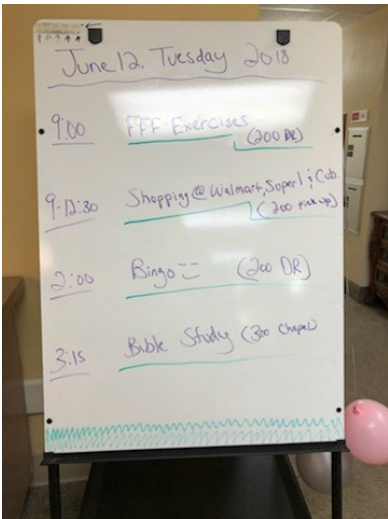 June 12, Tuesday 2018
9:00 FFF Exercises
(200 DR)
9-12:30 Shopping @ Walmart, Super 1 & Cub.
(200 pick up)
2:00 Bingo (200 DR)
3:15 Bible Study (300 Chapel)